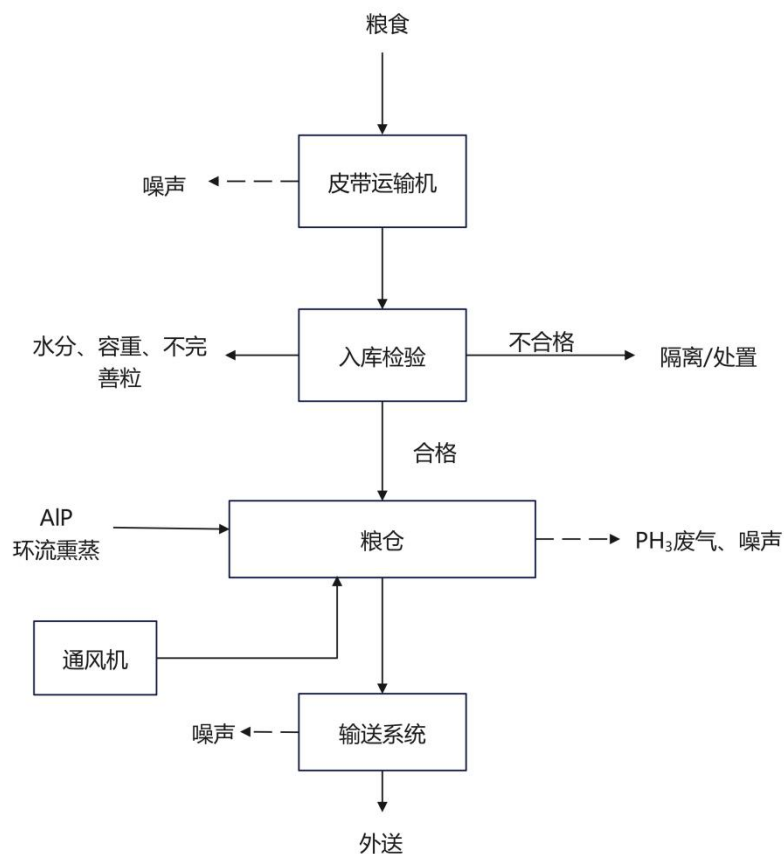 粮食
噪声
皮带运输机
水分、容重、不完
善粒
入库检验
不合格
隔离/处置
合格
AlP
环流熏蒸
粮仓
PH₃废气、噪声
通风机
噪声
输送系统
外送